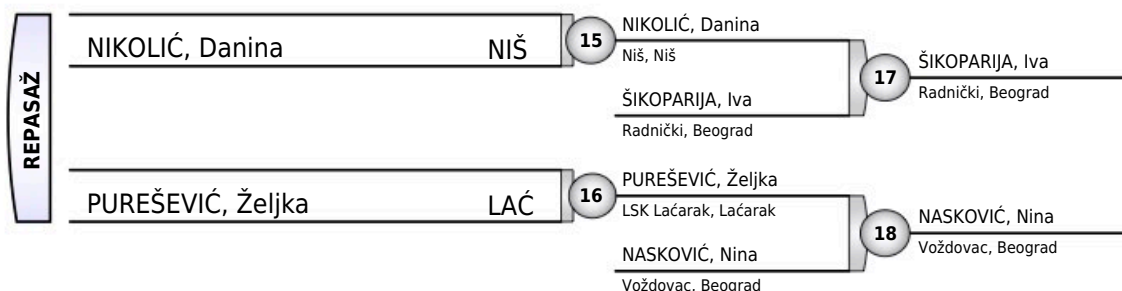 REPASAŽ
NIKOLIĆ, Danina NIŠ
15
NIKOLIĆ, Danina
Niš, Niš
ŠIKOPARIJA, Iva
Radnički, Beograd
17
ŠIKOPARIJA, Iva
Radnički, Beograd
PUREŠEVIĆ, Željka LAĆ
16
PUREŠEVIĆ, Željka
LSK Laćarak, Laćarak
NASKOVIĆ, Nina
Voždovac, Beograd
18
NASKOVIĆ, Nina
Voždovac, Beograd